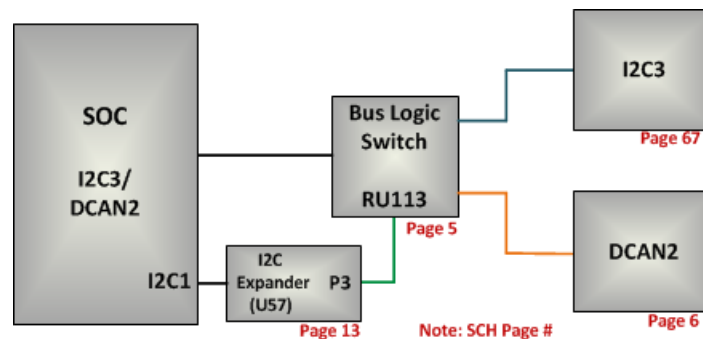 SOC
I2C3/
DCAN2
I2C1
I2C
Expander
(U57)
P3
Page 13
Bus Logic
Switch
RU113
Page 5
I2C3
Page 67
DCAN2
Page 6
Note: SCH Page #